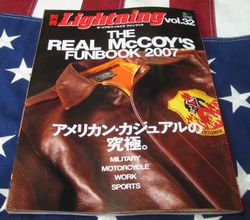 別冊 Lightning vol.32
THE
REAL McCOY'S
FUNBOOK 2007
アメリカン・カジュアルの
究極。
MILITARY
MOTORCYCLE
WORK
SPORTS